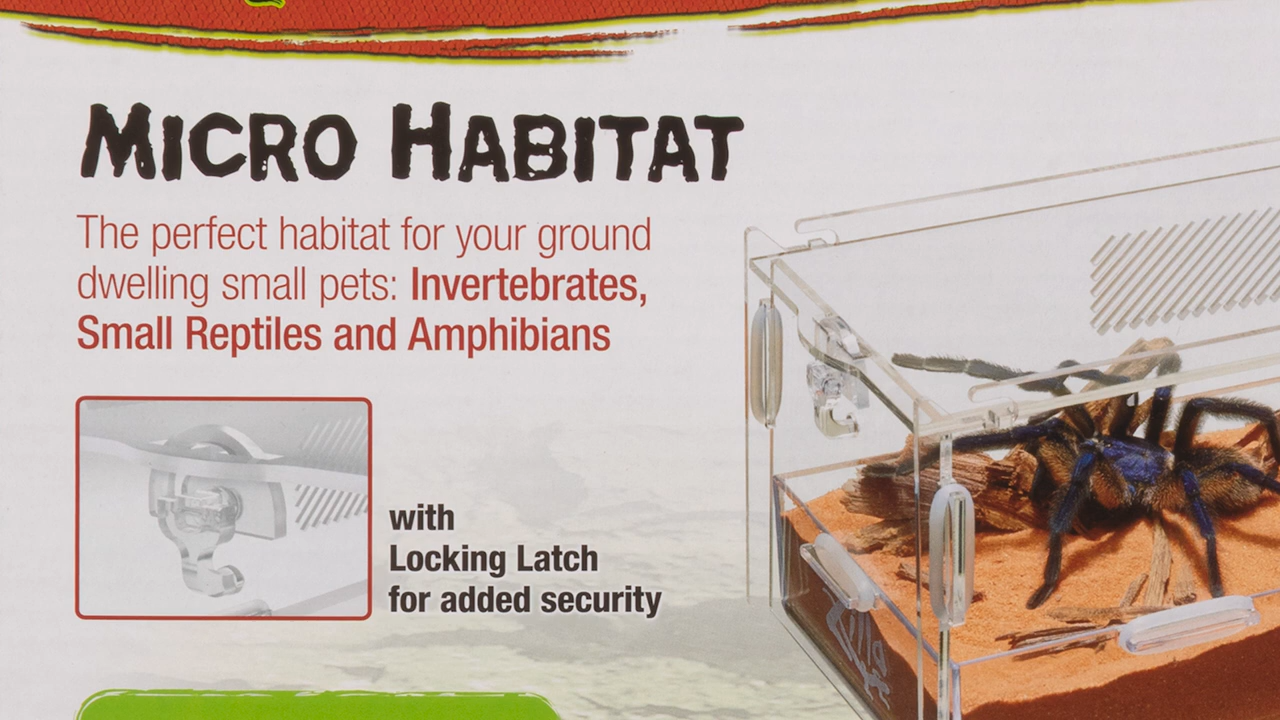 MICRO HABITAT
The perfect habitat for your ground
dwelling small pets: Invertebrates,
Small Reptiles and Amphibians
with
Locking Latch
for added security